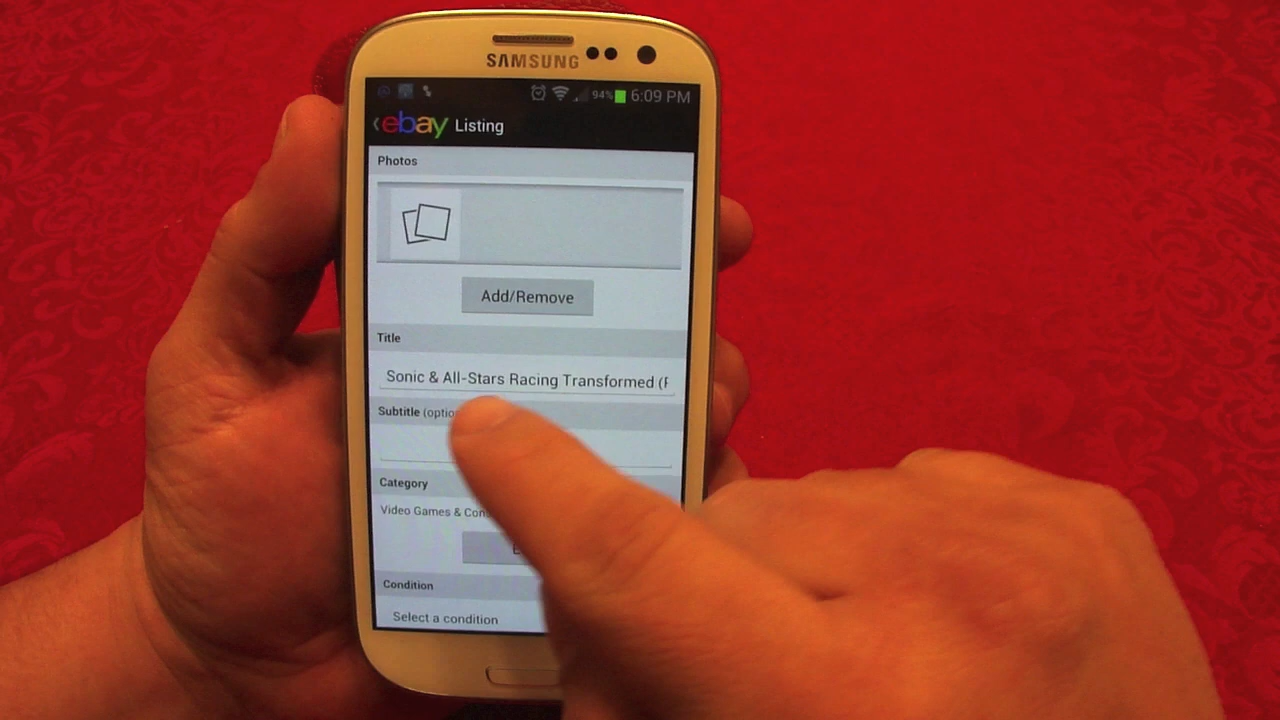 SAMSUNG
94% 6:09 PM
ebay Listing
Photos
Add/Remove
Title
Sonic & All-Stars Racing Transformed (
Subtitle
Category
Video Games &
Condition
Select a condition